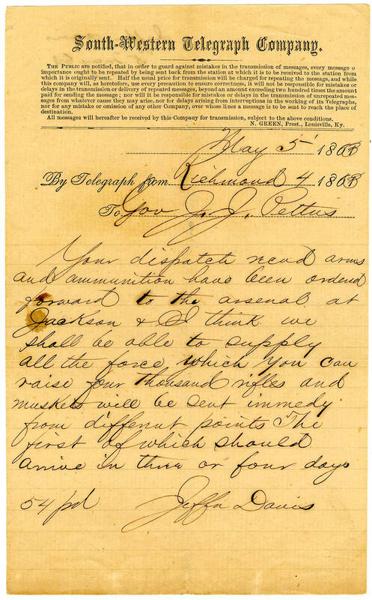 South-Western Telegraph Company.
THE PUBLIC are notified, that in order to guard against mistakes in the transmission of messages, every message of
importance ought to be repeated by being sent back from the station at which it is to be received to the station from
which it is originally sent. Half the usual price for transmission will be charged for repeating the message, and while
this company will, as heretofore, use every precaution to ensure correctness, it will not be responsible for mistakes or
delays in the transmission or delivery of repeated messages, beyond an amount exceeding two hundred times the amount
paid for sending the message; nor will it be responsible for mistakes or delays in the transmission of unrepeated messages
from whatever cause they may arise, nor for delays arising from interruptions in the working of its Telegraphs,
nor for any mistake or omission of any other Company, over whose lines a message is to be sent to reach the place of
destination.
All messages will hereafter be received by this Company for transmission, subject to the above conditions.
N. GREEN, Prest., Louisville, Ky.
May 5 1863
By Telegraph from Richmond 4 1863
To Gov J. J. Pettus
Your dispatch recd arms
and ammunition have been ordered
forward to the arsenal at
Jackson & I think we
shall be able to supply
all the force which you can
raise four thousand rifles and
muskets will be sent immedy
from different points The
first of which should
arrive in three or four days
54 pd Jeffn Davis